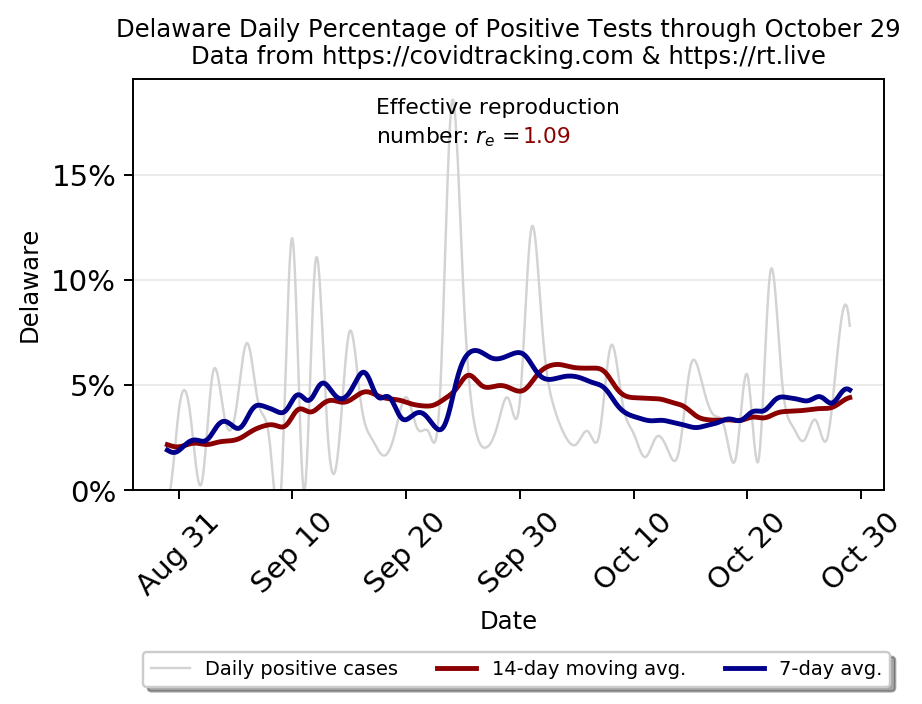 Delaware Daily Percentage of Positive Tests through October 29
Data from https://covidtracking.com & https://rt.live
Effective reproduction
number: rₑ =1.09
15%
10%
5%
0%
Delaware
Aug 31
Sep 10
Sep 20
Sep 30
Oct 10
Oct 20
Oct 30
Date
Daily positive cases
14-day moving avg.
7-day avg.